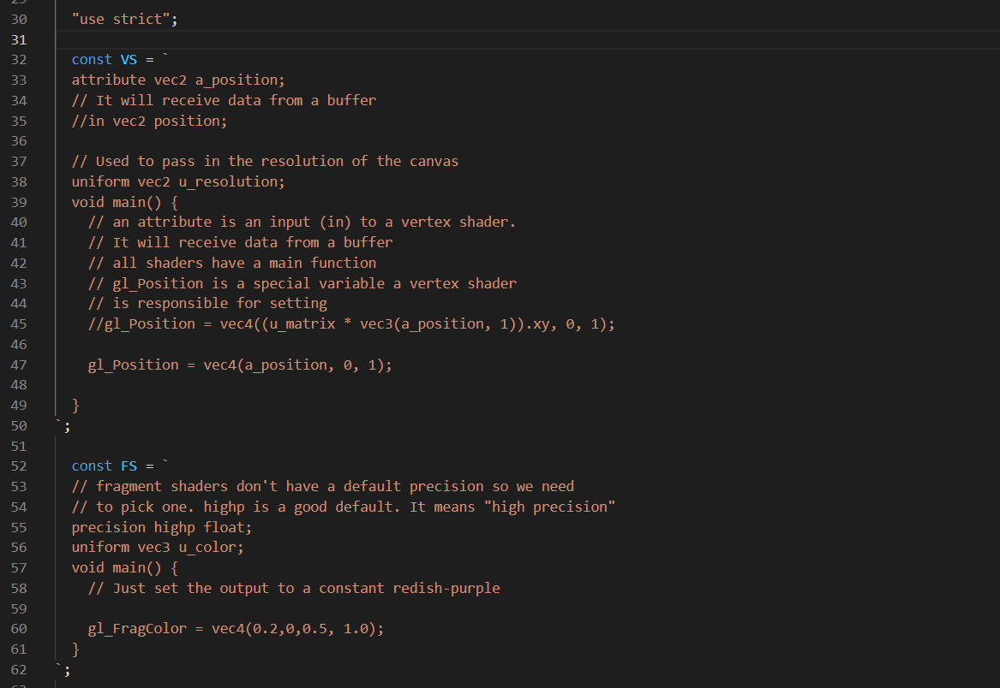 29
30 "use strict";
31
32 const VS = `
33 attribute vec2 a_position;
34 // It will receive data from a buffer
35 //in vec2 position;
36
37 // Used to pass in the resolution of the canvas
38 uniform vec2 u_resolution;
39 void main() {
40 // an attribute is an input (in) to a vertex shader.
41 // It will receive data from a buffer
42 // all shaders have a main function
43 // gl_Position is a special variable a vertex shader
44 // is responsible for setting
45 //gl_Position = vec4((u_matrix * vec3(a_position, 1)).xy, 0, 1);
46
47 gl_Position = vec4(a_position, 0, 1);
48
49 }
50 `;
51
52 const FS = `
53 // fragment shaders don't have a default precision so we need
54 // to pick one. highp is a good default. It means "high precision"
55 precision highp float;
56 uniform vec3 u_color;
57 void main() {
58 // Just set the output to a constant redish-purple
59
60 gl_FragColor = vec4(0.2,0,0.5, 1.0);
61 }
62 `;
63